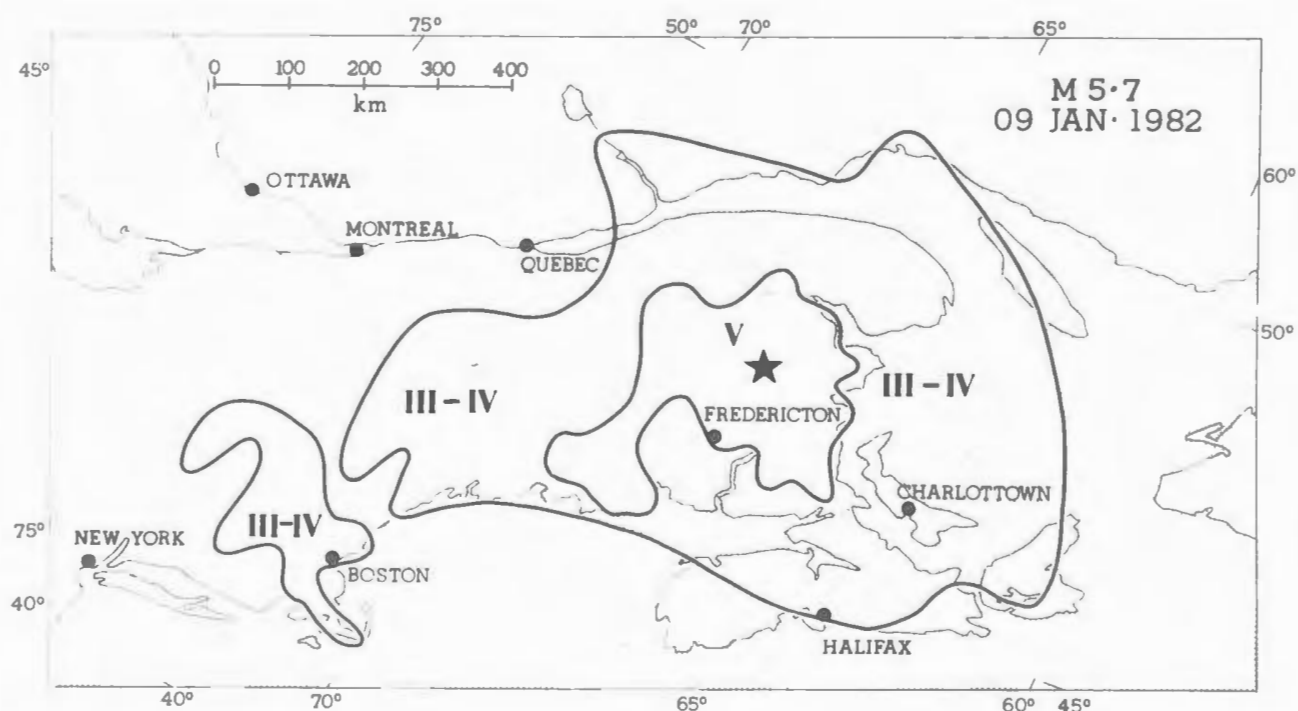 75° 50° 70° 65°
45°
0 100 200 300 400
km
M 5·7
09 JAN· 1982
OTTAWA
60°
MONTREAL
QUEBEC
50°
V
III-IV
III-IV
FREDERICTON
CHARLOTTOWN
III-IV
75°
NEW YORK
BOSTON
40°
HALIFAX
40° 70° 65° 60° 45°